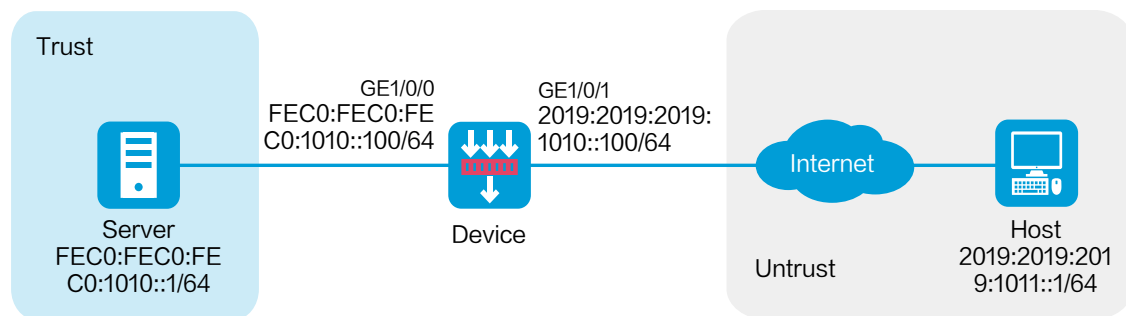 Trust
GE1/0/0
FEC0:FEC0:FE
C0:1010::100/64
GE1/0/1
2019:2019:2019:
1010::100/64
Internet
Server
FEC0:FEC0:FE
C0:1010::1/64
Device
Untrust
Host
2019:2019:201
9:1011::1/64